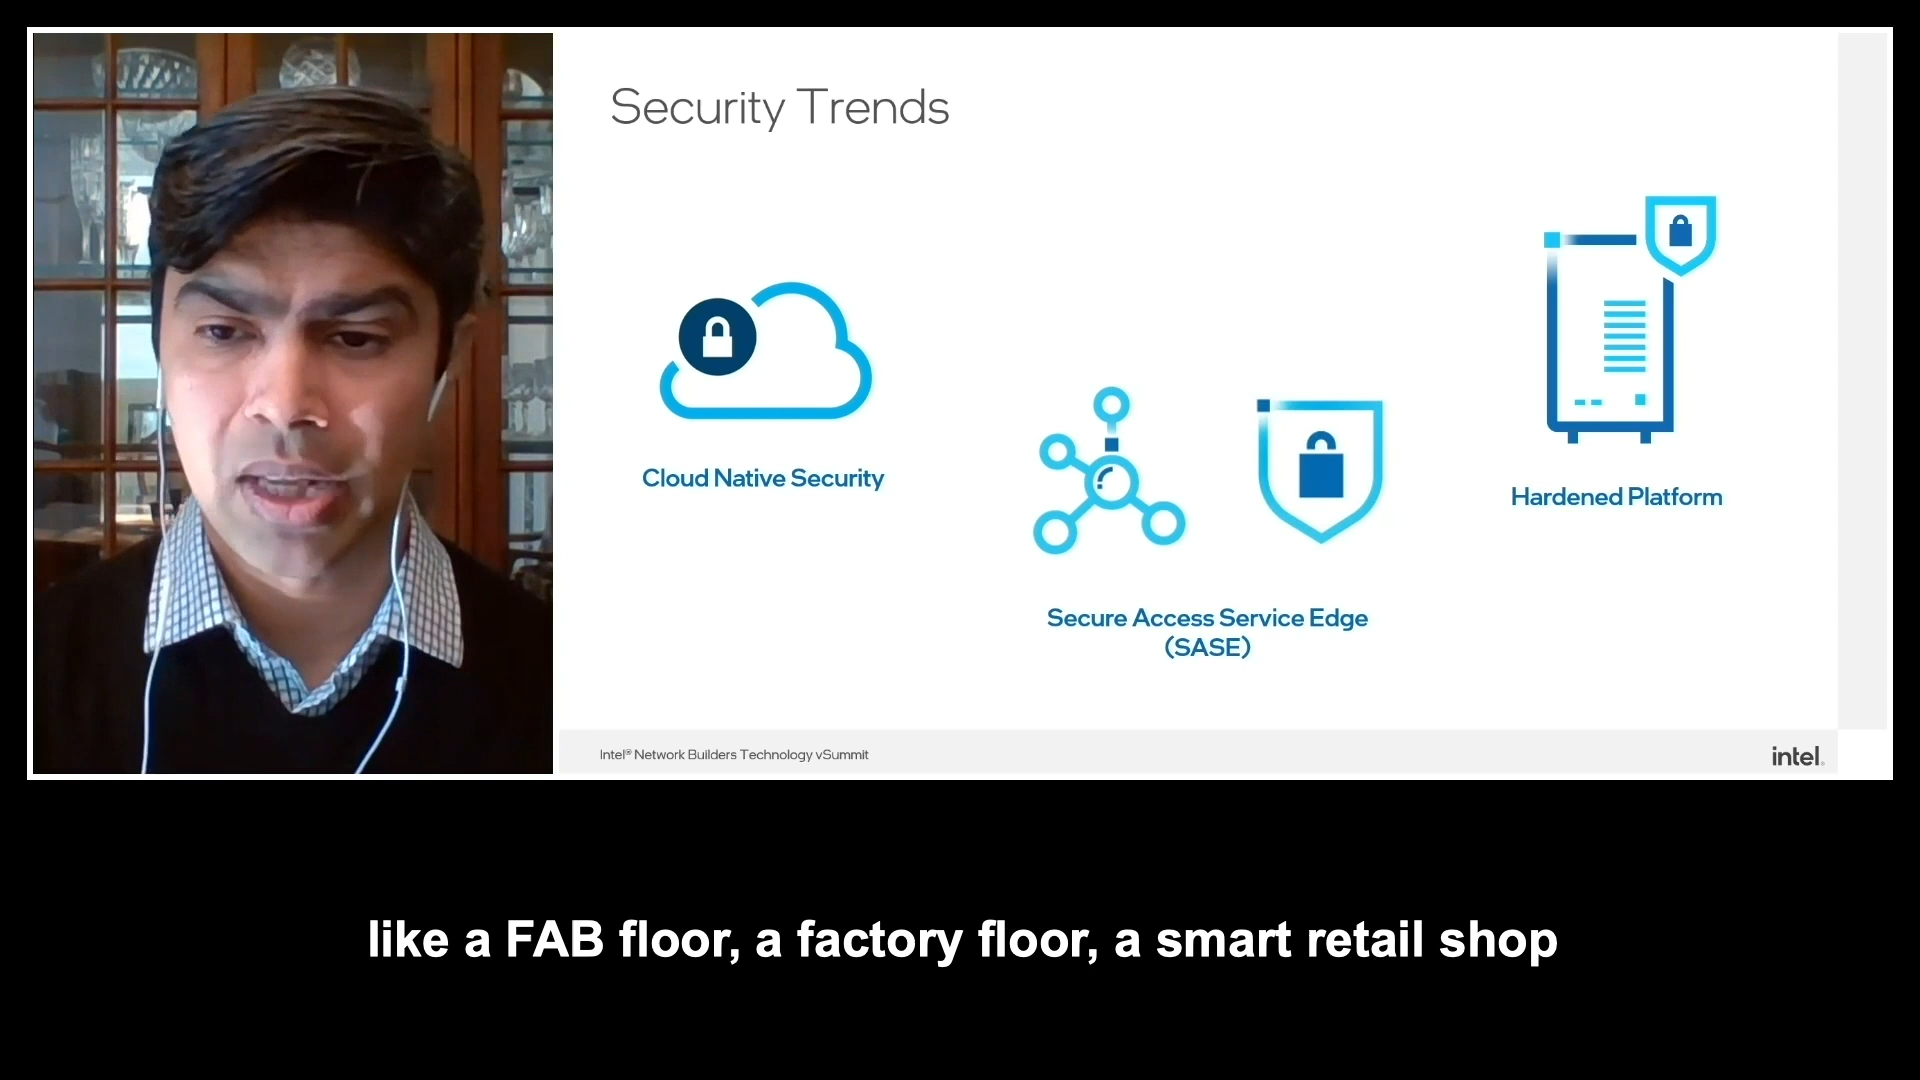 Security Trends
Cloud Native Security
Secure Access Service Edge
(SASE)
Hardened Platform
Intel® Network Builders Technology vSummit
intel.
like a FAB floor, a factory floor, a smart retail shop